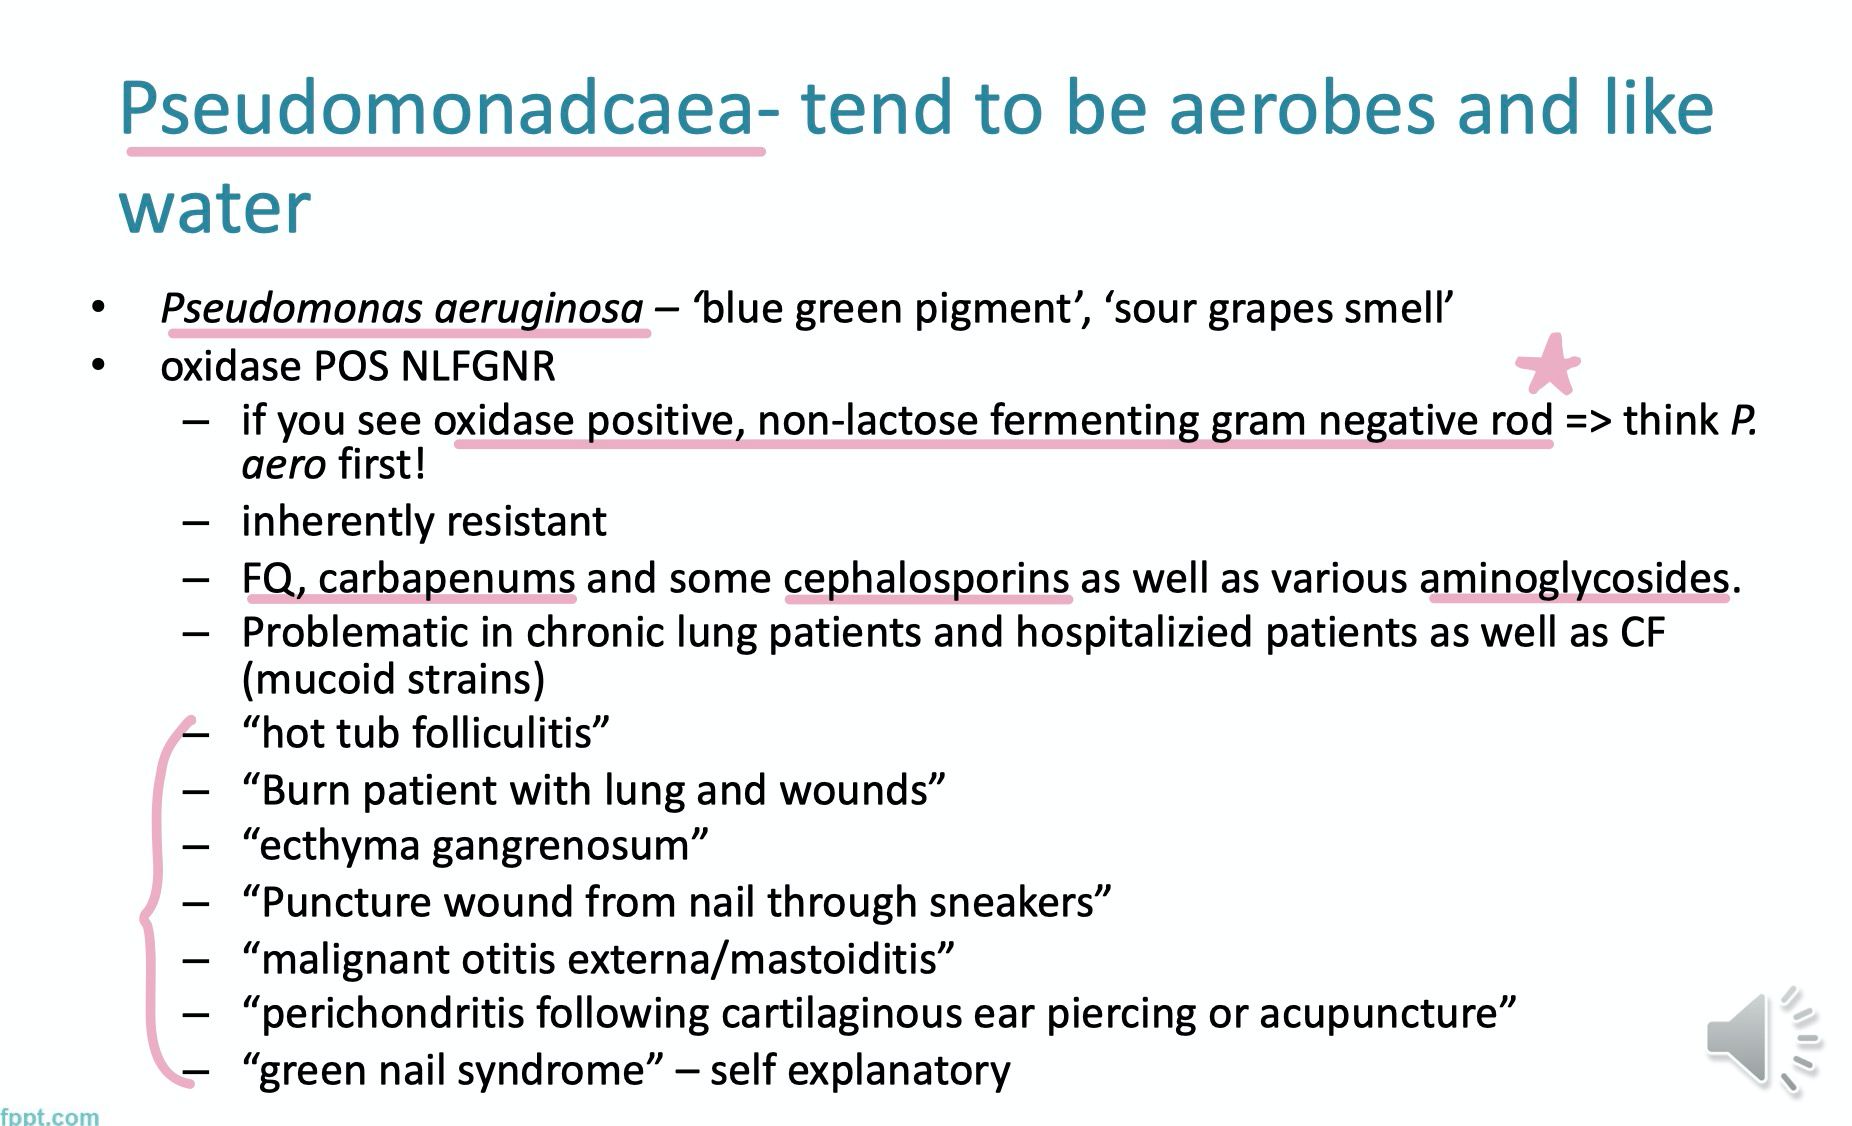 Pseudomonadcaea- tend to be aerobes and like
water
• Pseudomonas aeruginosa – ‘blue green pigment’, ‘sour grapes smell’
• oxidase POS NLFGNR
– if you see oxidase positive, non-lactose fermenting gram negative rod => think P.
aero first!
– inherently resistant
– FQ, carbapenums and some cephalosporins as well as various aminoglycosides.
– Problematic in chronic lung patients and hospitalizied patients as well as CF
(mucoid strains)
– “hot tub folliculitis”
– “Burn patient with lung and wounds”
– “ecthyma gangrenosum”
– “Puncture wound from nail through sneakers”
– “malignant otitis externa/mastoiditis”
– “perichondritis following cartilaginous ear piercing or acupuncture”
– “green nail syndrome” – self explanatory
fppt.com